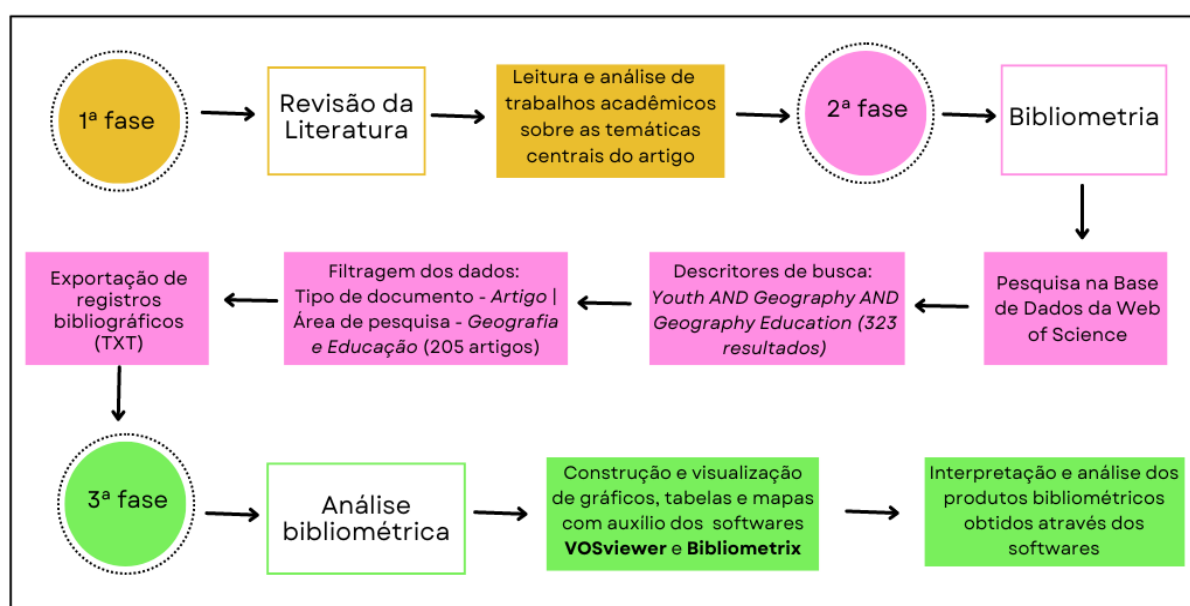 1ª fase
Revisão da
Literatura
Leitura e análise de
trabalhos acadêmicos
sobre as temáticas
centrais do artigo
2ª fase
Bibliometria
Pesquisa na Base
de Dados da Web
of Science
Descritores de busca:
Youth AND Geography AND
Geography Education (323
resultados)
Filtragem dos dados:
Tipo de documento - Artigo |
Área de pesquisa - Geografia
e Educação (205 artigos)
Exportação de
registros
bibliográficos
(TXT)
3ª fase
Análise
bibliométrica
Construção e visualização
de gráficos, tabelas e mapas
com auxílio dos softwares
VOSviewer e Bibliometrix
Interpretação e análise dos
produtos bibliométricos
obtidos através dos
softwares